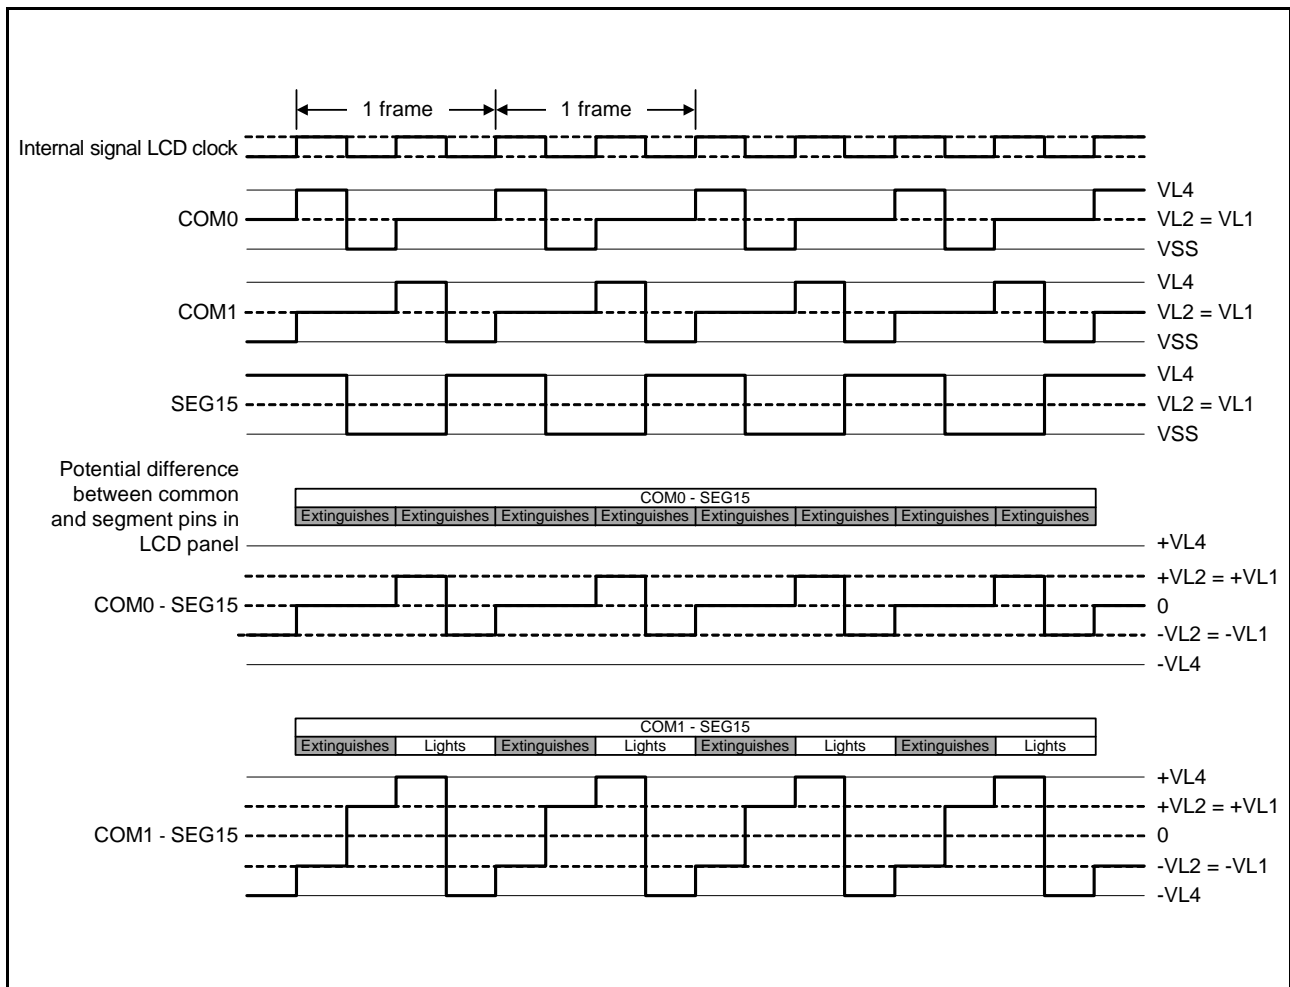 1 frame 1 frame
Internal signal LCD clock
VL4
COM0 VL2 = VL1
VSS
VL4
COM1 VL2 = VL1
VSS
VL4
SEG15 VL2 = VL1
VSS
Potential difference
between common
and segment pins in
LCD panel
COM0 - SEG15
Extinguishes Extinguishes Extinguishes Extinguishes Extinguishes Extinguishes Extinguishes Extinguishes
+VL4
+VL2 = +VL1
COM0 - SEG15 0
-VL2 = -VL1
-VL4
COM1 - SEG15
Extinguishes Lights Extinguishes Lights Extinguishes Lights Extinguishes Lights
+VL4
+VL2 = +VL1
COM1 - SEG15 0
-VL2 = -VL1
-VL4